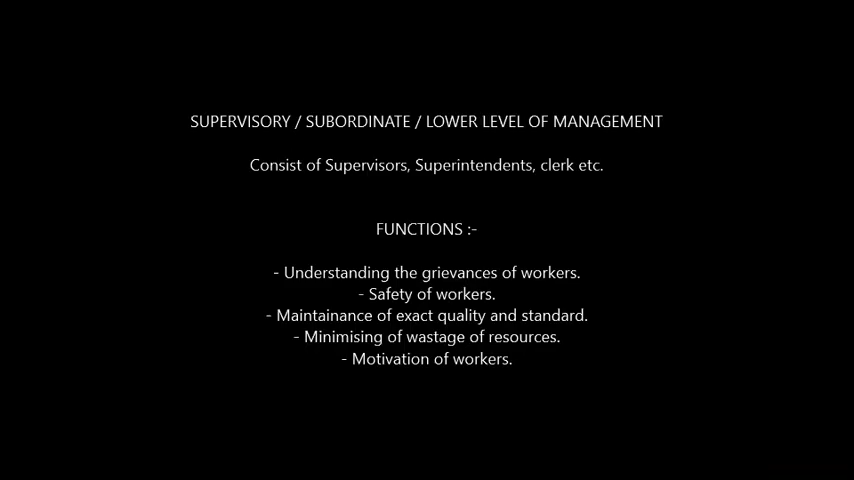 SUPERVISORY / SUBORDINATE / LOWER LEVEL OF MANAGEMENT
Consist of Supervisors, Superintendents, clerk etc.
FUNCTIONS :-
- Understanding the grievances of workers.
- Safety of workers.
- Maintainance of exact quality and standard.
- Minimising of wastage of resources.
- Motivation of workers.